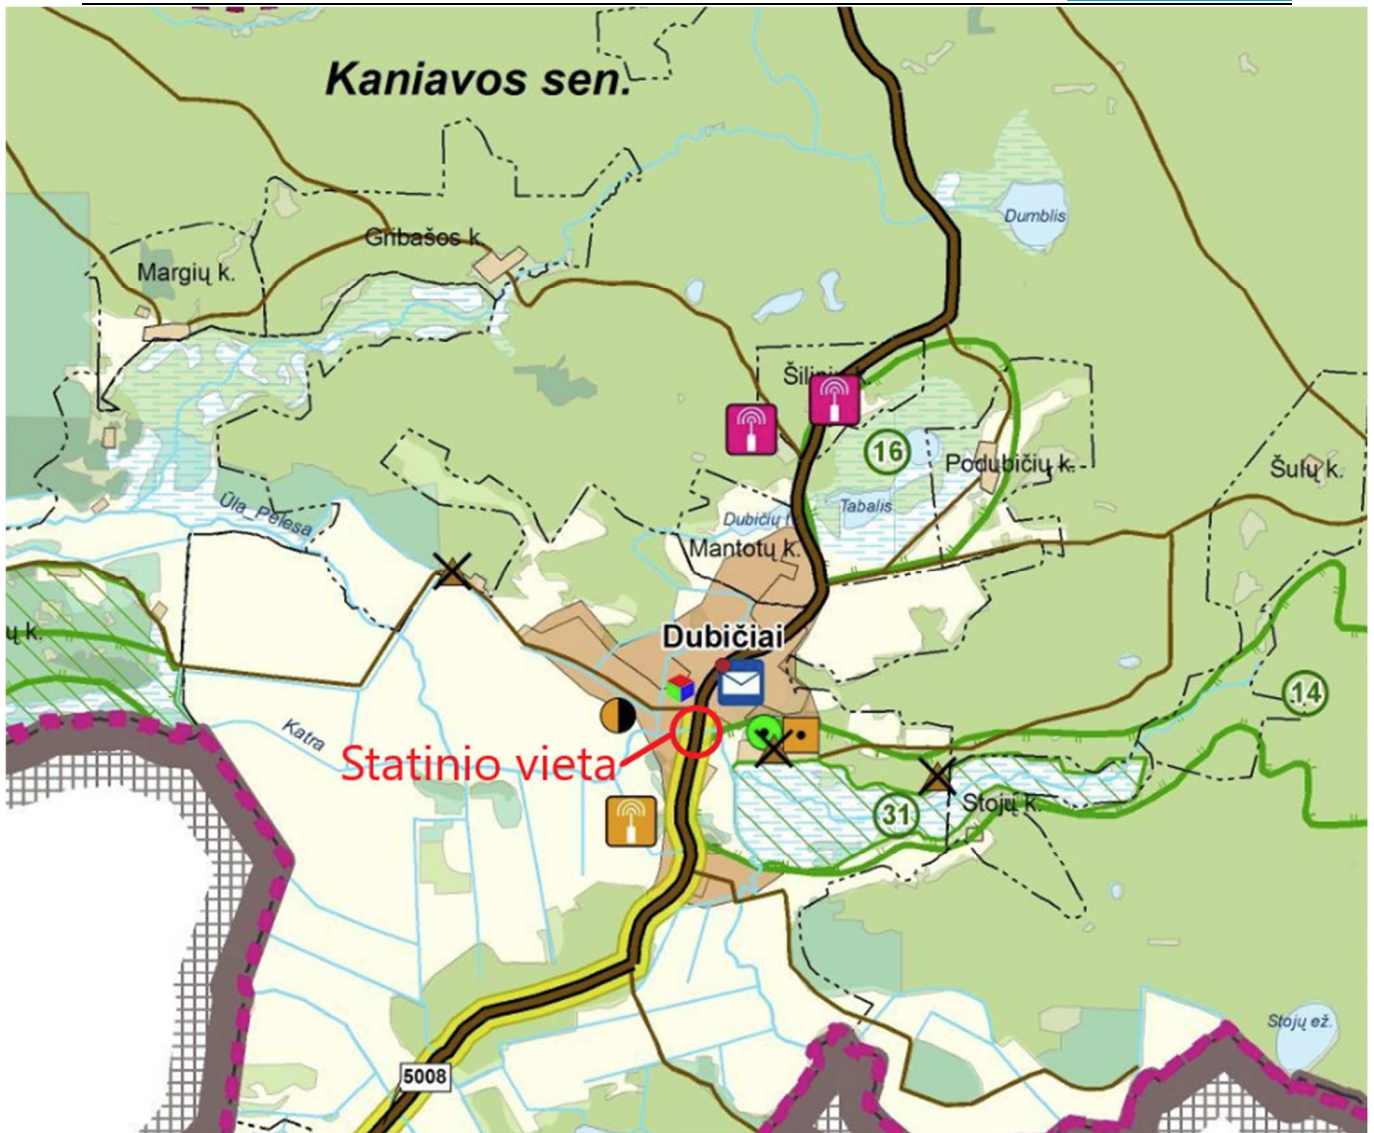 Kaniavos sen.
Dumblis
Gribašos k.
Margių k.
16
Podubičių k.
Šulų k.
Ūla_Pelesa
Tabalis
Dubičių
Mantotų k.
ų k.
Dubičiai
14
Katra
Statinio vieta
31
Stojų k.
Stojų ež.
5008